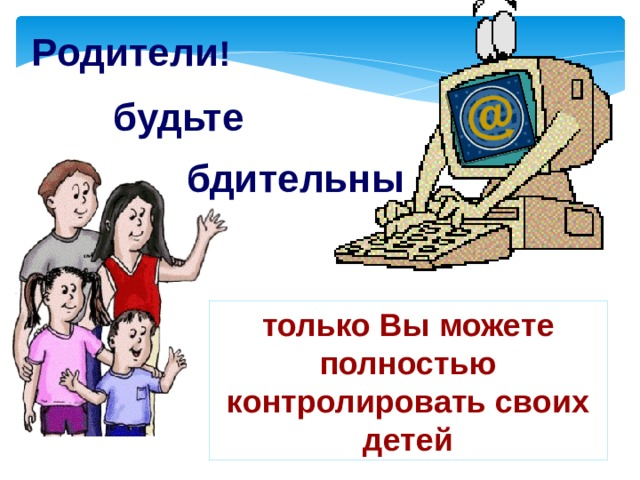 Родители!
будьте
бдительны
@
только Вы можете
полностью
контролировать своих
детей